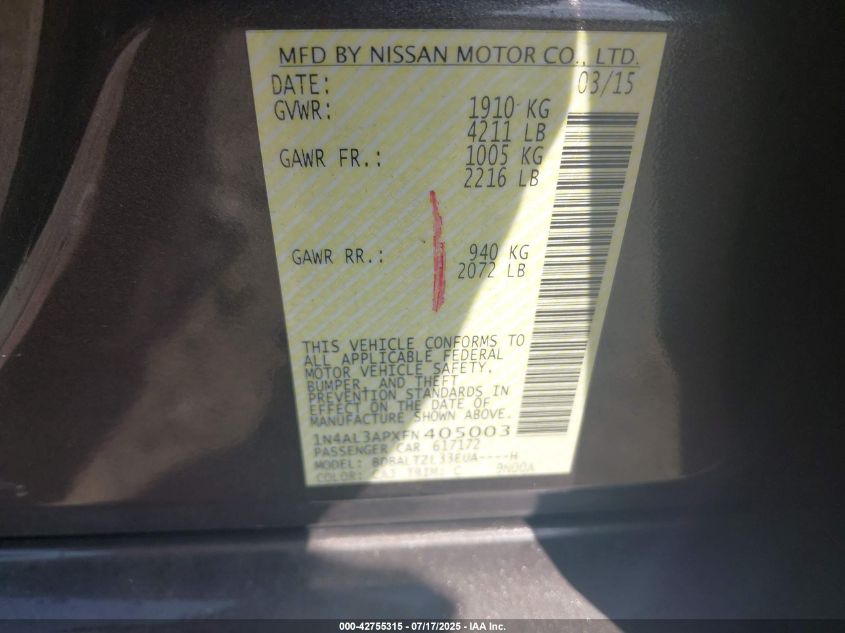 MFD BY NISSAN MOTOR CO., LTD.
DATE: 03/15
GVWR: 1910 KG
4211 LB
GAWR FR.: 1005 KG
2216 LB
GAWR RR.: 940 KG
2072 LB
THIS VEHICLE CONFORMS TO
ALL APPLICABLE FEDERAL
MOTOR VEHICLE SAFETY,
BUMPER, AND THEFT
PREVENTION STANDARDS IN
EFFECT ON THE DATE OF
MANUFACTURE SHOWN ABOVE.
1N4AL3APXFN405003
PASSENGER CAR 617172
MODEL: BDBALTZL33EUA----H
COLOR: TRIM: C 9N00A
000-42755315 - 07/17/2025 - IAA Inc.